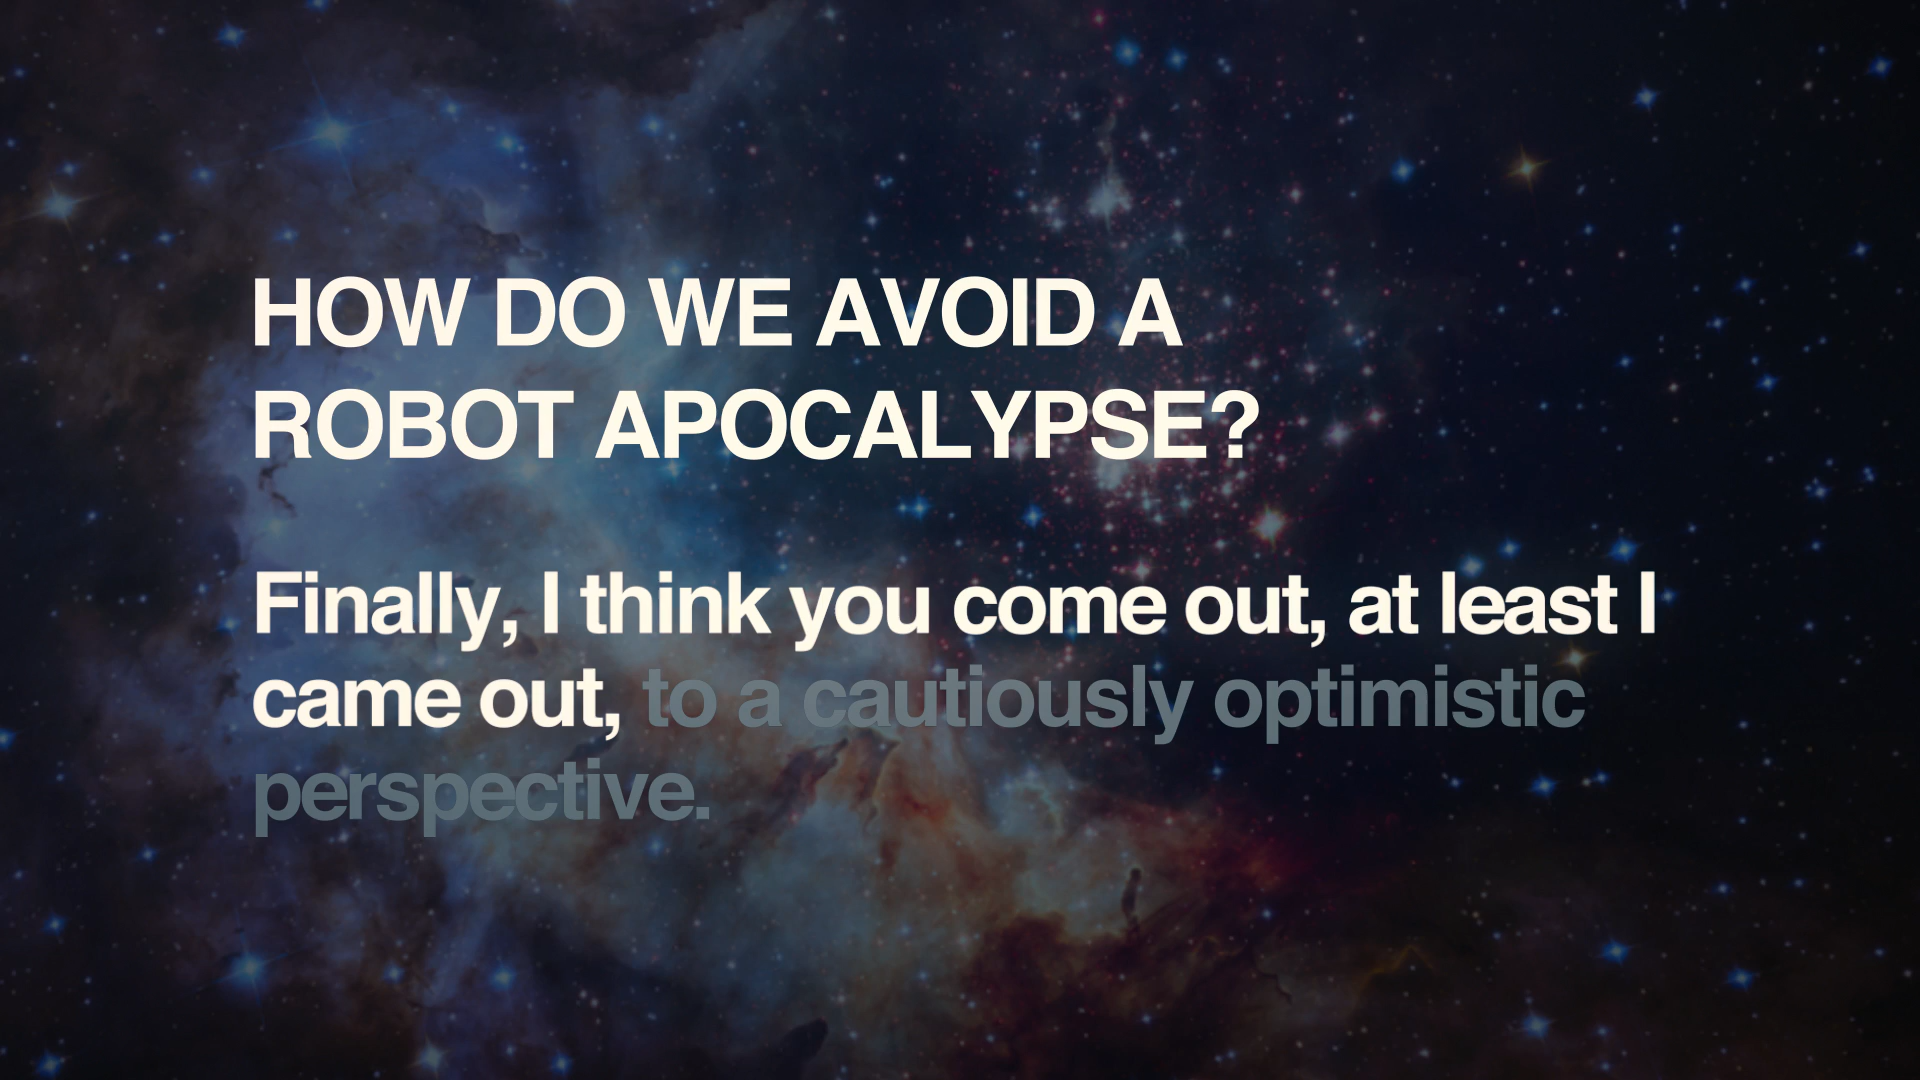 HOW DO WE AVOID A
ROBOT APOCALYPSE?
Finally, I think you come out, at least I
came out, to a cautiously optimistic
perspective.